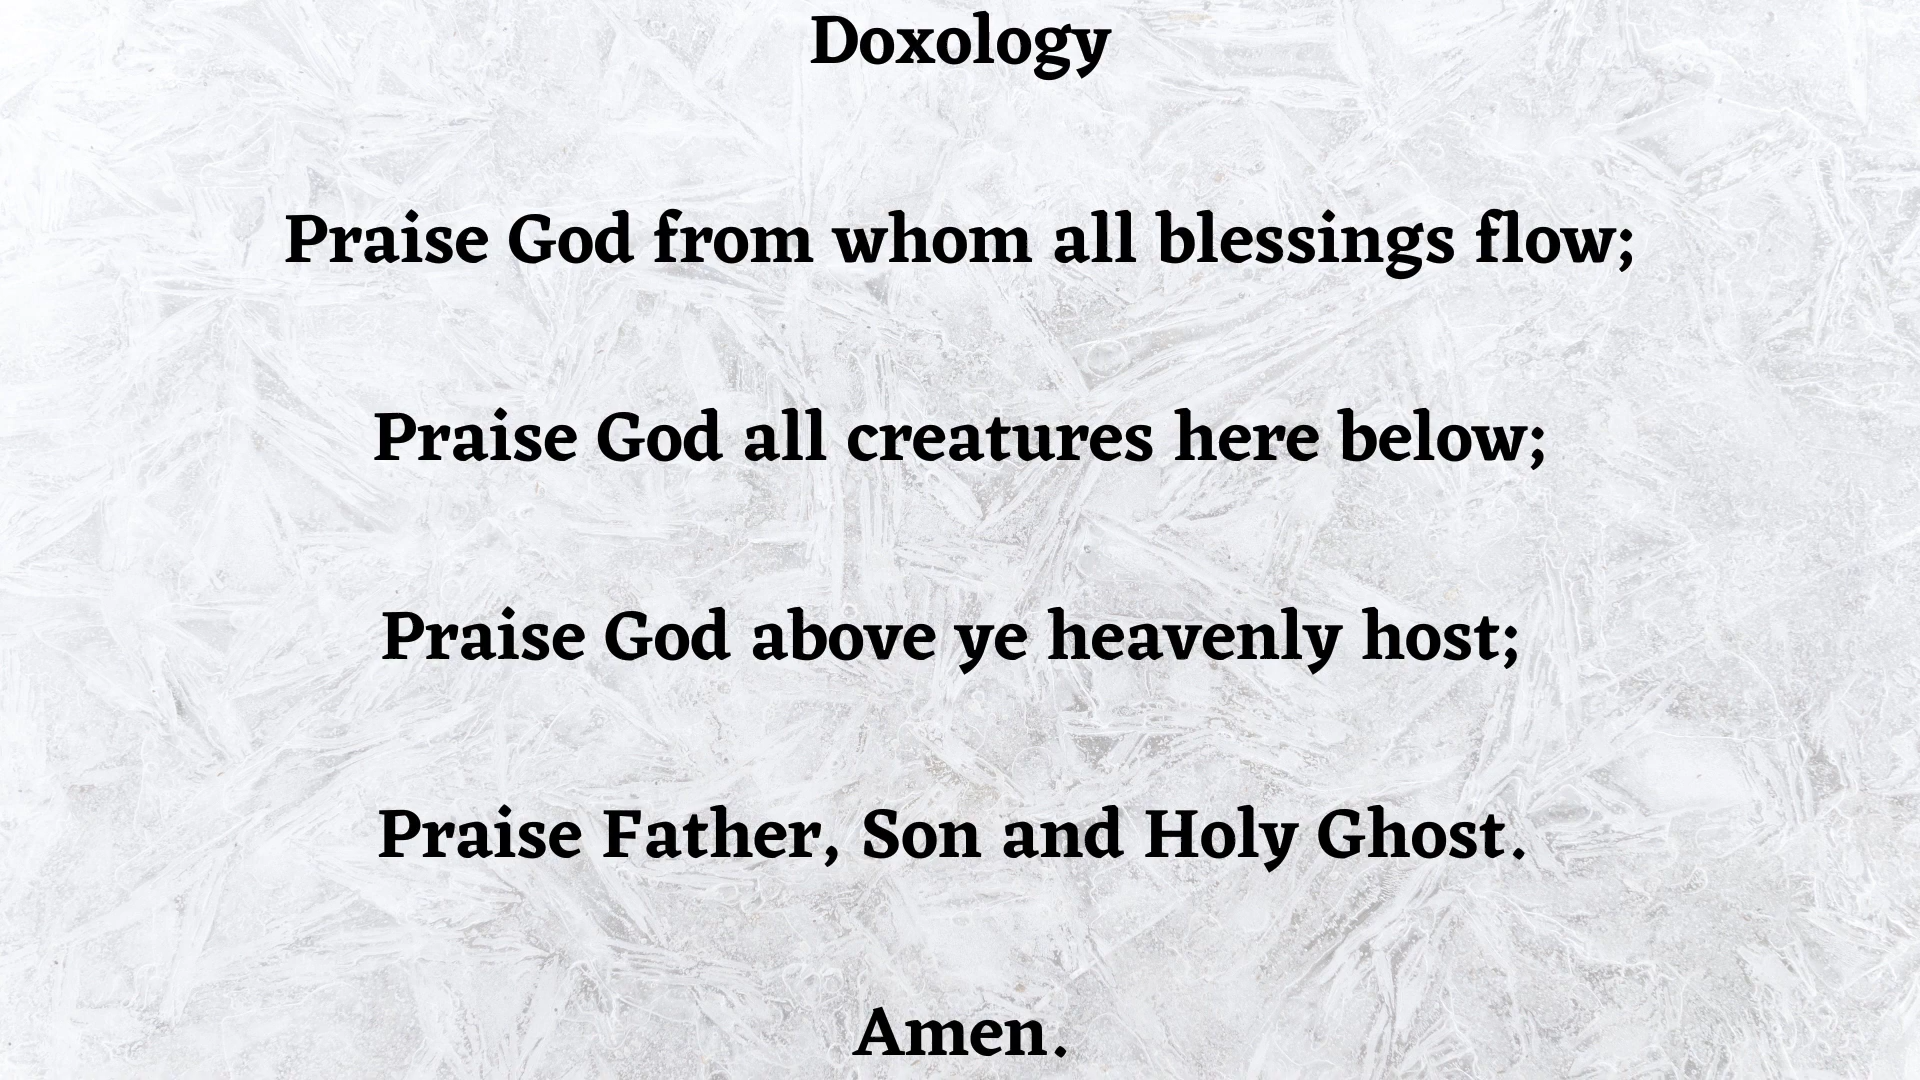 Doxology
Praise God from whom all blessings flow;
Praise God all creatures here below;
Praise God above ye heavenly host;
Praise Father, Son and Holy Ghost.
Amen.